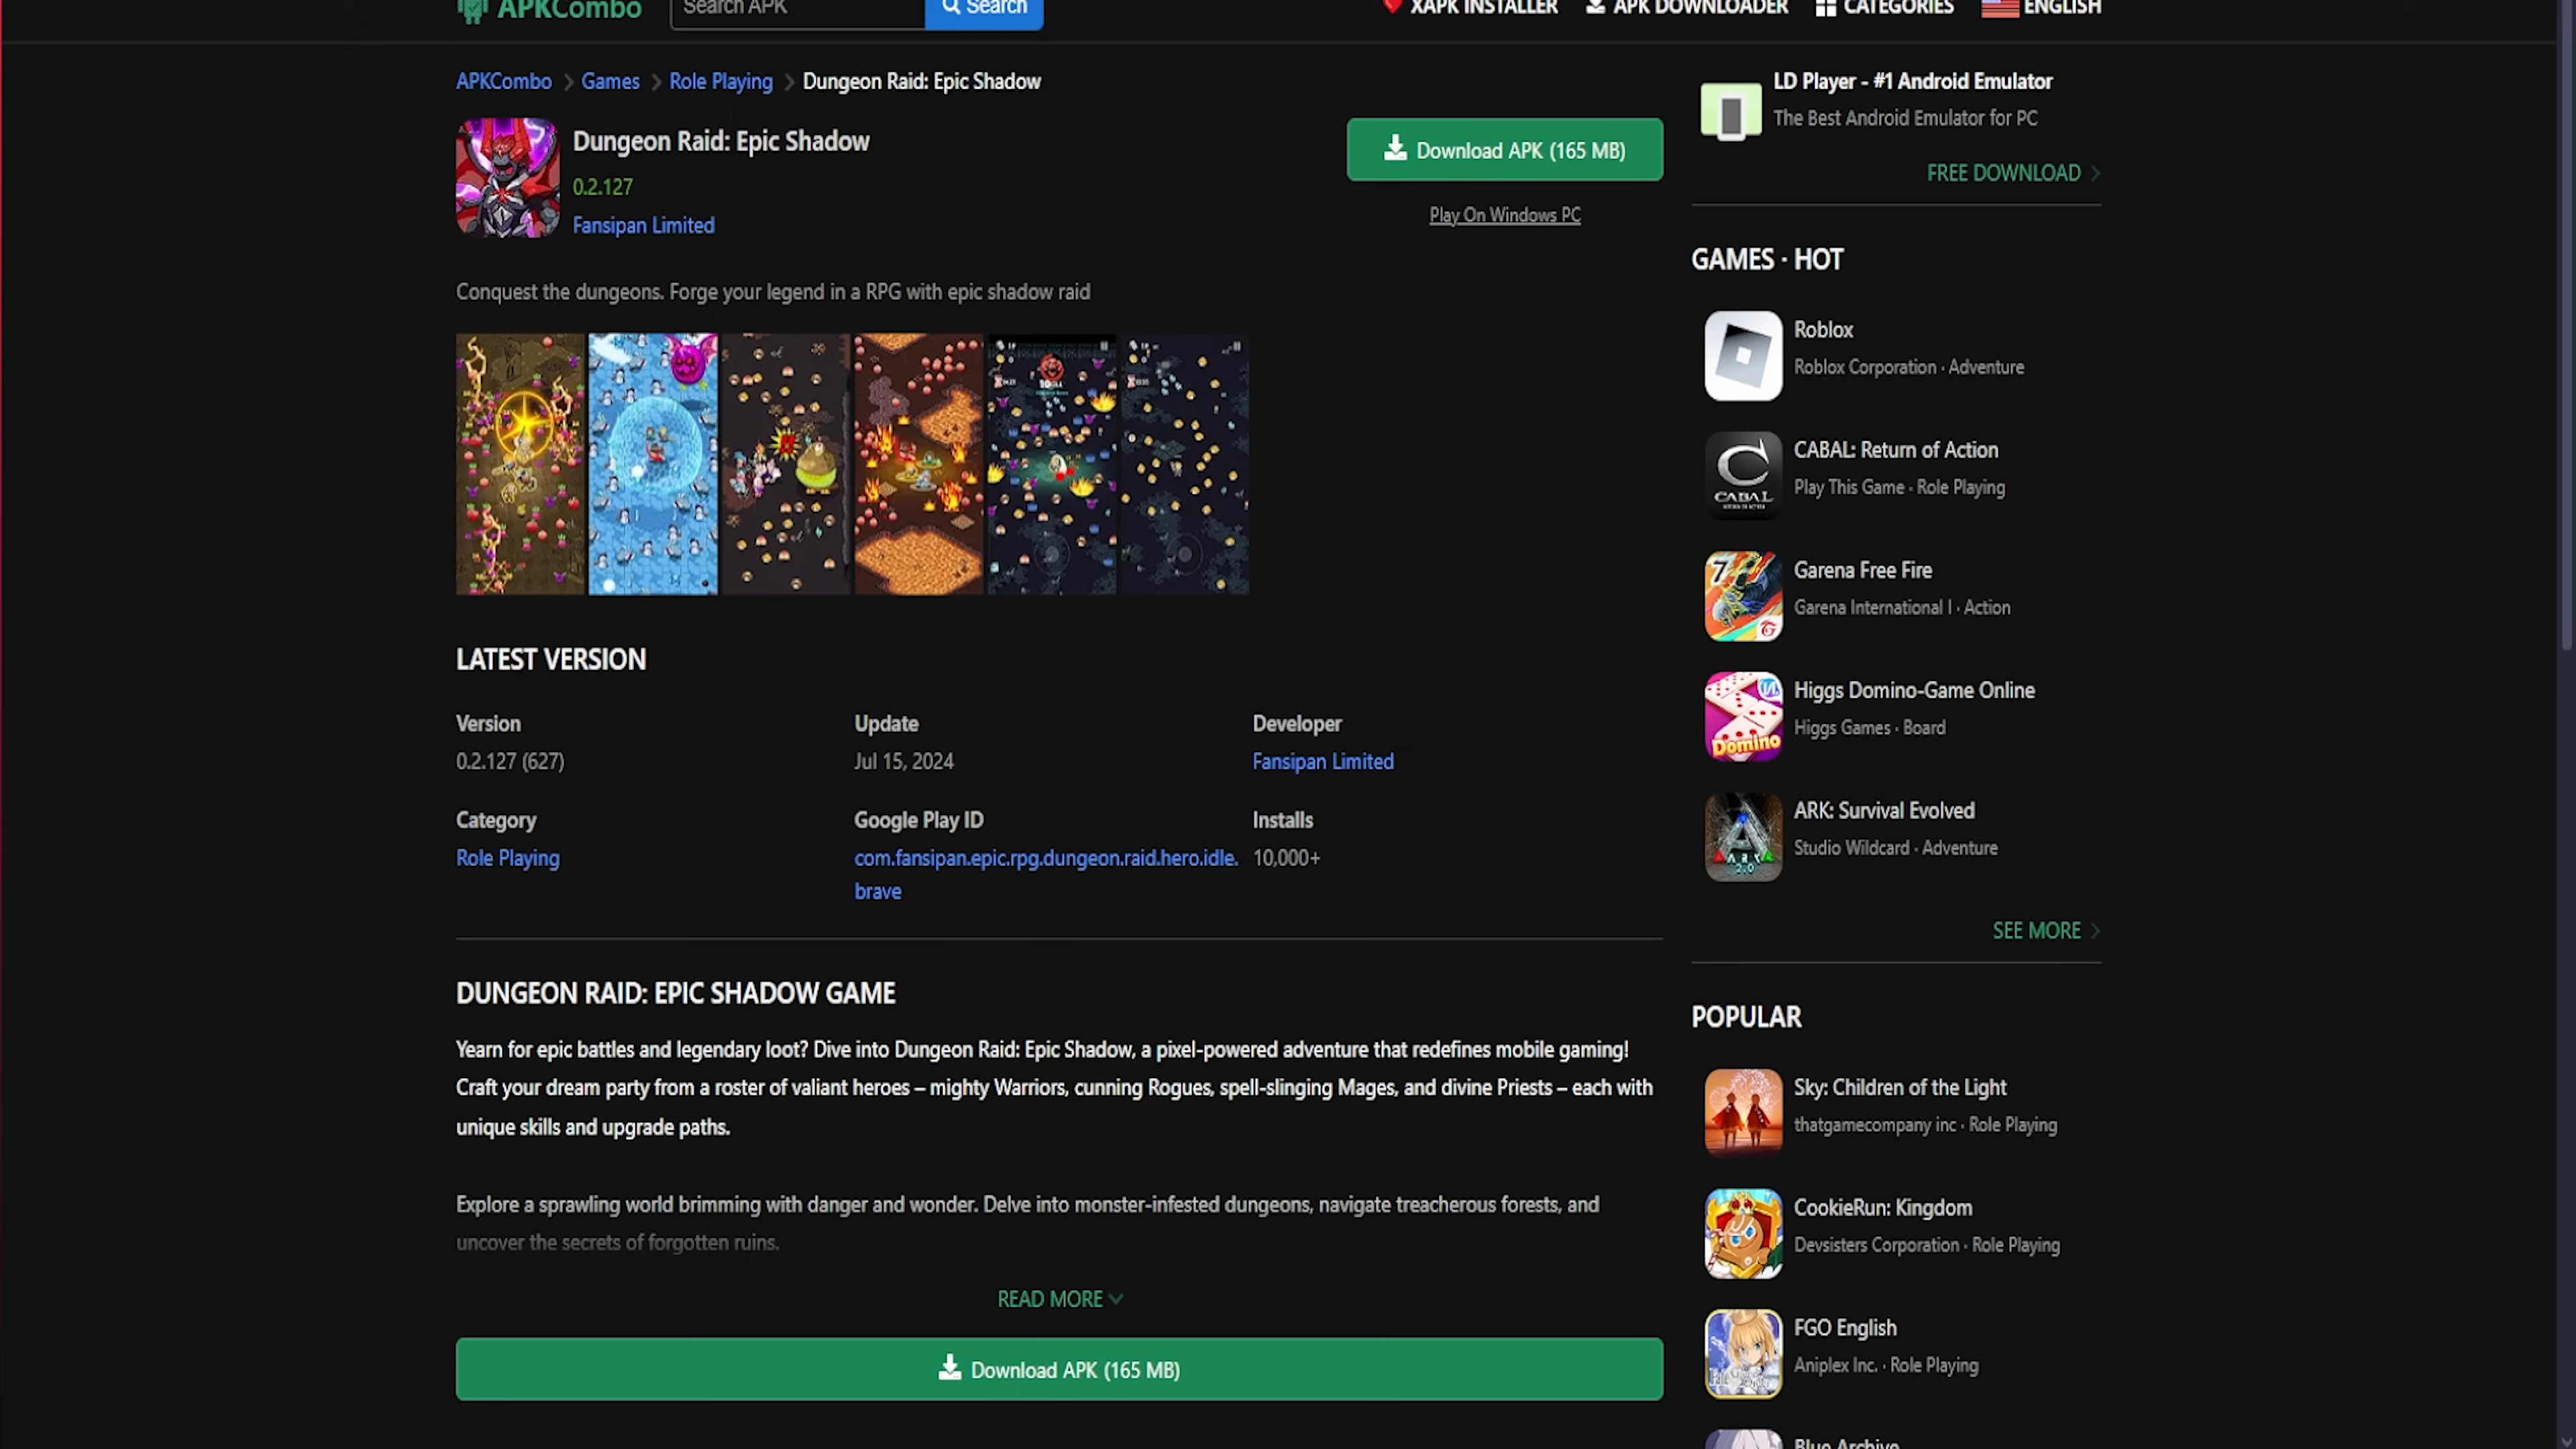 APKCombo
Search APK
Search
XAPK INSTALLER
APK DOWNLOADER
CATEGORIES
ENGLISH
APKCombo > Games > Role Playing > Dungeon Raid: Epic Shadow
Dungeon Raid: Epic Shadow
0.2.127
Fansipan Limited
Download APK (165 MB)
Play On Windows PC
Conquest the dungeons. Forge your legend in a RPG with epic shadow raid
LATEST VERSION
Version
0.2.127 (627)
Update
Jul 15, 2024
Developer
Fansipan Limited
Category
Role Playing
Google Play ID
com.fansipan.epic.rpg.dungeon.raid.hero.idle.
brave
Installs
10,000+
DUNGEON RAID: EPIC SHADOW GAME
Yearn for epic battles and legendary loot? Dive into Dungeon Raid: Epic Shadow, a pixel-powered adventure that redefines mobile gaming!
Craft your dream party from a roster of valiant heroes – mighty Warriors, cunning Rogues, spell-slinging Mages, and divine Priests – each with
unique skills and upgrade paths.
Explore a sprawling world brimming with danger and wonder. Delve into monster-infested dungeons, navigate treacherous forests, and
uncover the secrets of forgotten ruins.
READ MORE
Download APK (165 MB)
LD Player - #1 Android Emulator
The Best Android Emulator for PC
FREE DOWNLOAD
GAMES · HOT
Roblox
Roblox Corporation · Adventure
CABAL
CABAL: Return of Action
Play This Game · Role Playing
7
Garena Free Fire
Garena International I · Action
Domino
Higgs Domino-Game Online
Higgs Games · Board
ARK
2.0
ARK: Survival Evolved
Studio Wildcard · Adventure
SEE MORE
POPULAR
Sky: Children of the Light
thatgamecompany inc · Role Playing
CookieRun: Kingdom
Devsisters Corporation · Role Playing
FGO English
Aniplex Inc. · Role Playing
Blue Archive